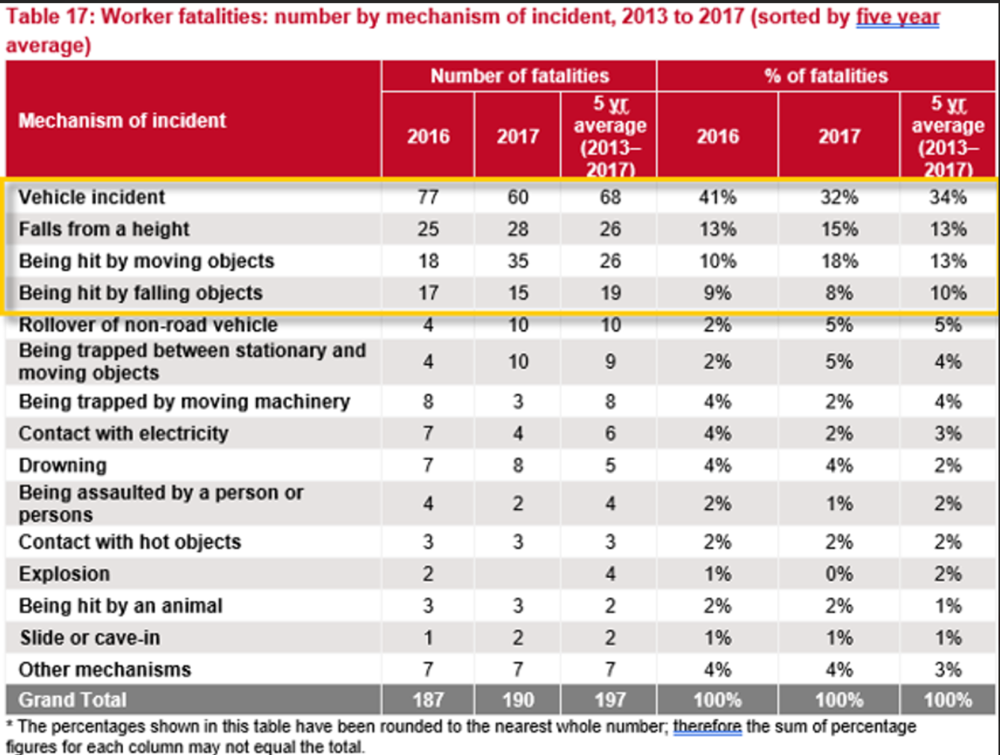 Table 17: Worker fatalities: number by mechanism of incident, 2013 to 2017 (sorted by five year
average)
Mechanism of incident
Number of fatalities
% of fatalities
2016
2017
5 yr
average
(2013–
2017)
2016
2017
5 yr
average
(2013–
2017)
Vehicle incident 77 60 68 41% 32% 34%
Falls from a height 25 28 26 13% 15% 13%
Being hit by moving objects 18 35 26 10% 18% 13%
Being hit by falling objects 17 15 19 9% 8% 10%
Rollover of non-road vehicle 4 10 10 2% 5% 5%
Being trapped between stationary and
moving objects 4 10 9 2% 5% 4%
Being trapped by moving machinery 8 3 8 4% 2% 4%
Contact with electricity 7 4 6 4% 2% 3%
Drowning 7 8 5 4% 4% 2%
Being assaulted by a person or
persons 4 2 4 2% 1% 2%
Contact with hot objects 3 3 3 2% 2% 2%
Explosion 2 4 1% 0% 2%
Being hit by an animal 3 3 2 2% 2% 1%
Slide or cave-in 1 2 2 1% 1% 1%
Other mechanisms 7 7 7 4% 4% 3%
Grand Total 187 190 197 100% 100% 100%
* The percentages shown in this table have been rounded to the nearest whole number; therefore the sum of percentage
figures for each column may not equal the total.